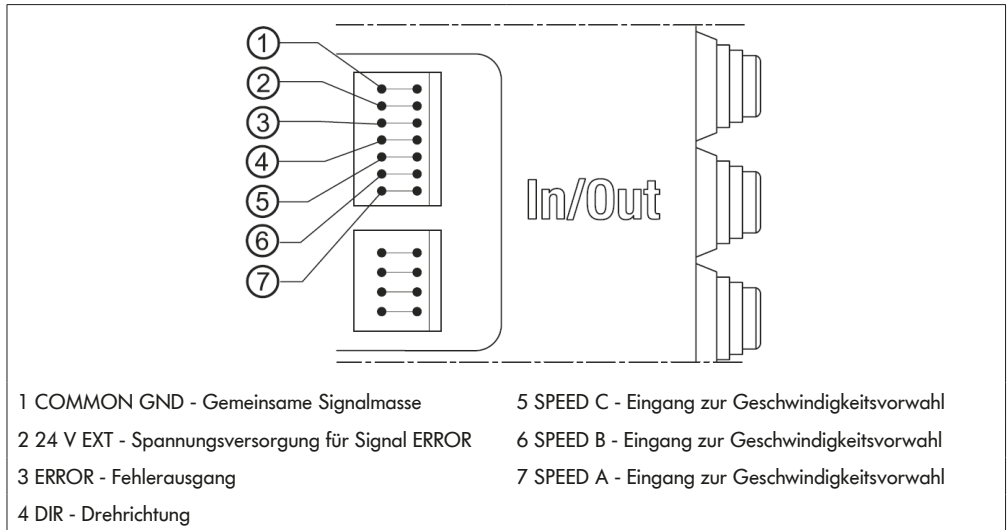 1
2
3
4
5
6
7
In/Out
1 COMMON GND - Gemeinsame Signalmasse
2 24 V EXT - Spannungsversorgung für Signal ERROR
3 ERROR - Fehlerausgang
4 DIR - Drehrichtung
5 SPEED C - Eingang zur Geschwindigkeitsvorwahl
6 SPEED B - Eingang zur Geschwindigkeitsvorwahl
7 SPEED A - Eingang zur Geschwindigkeitsvorwahl